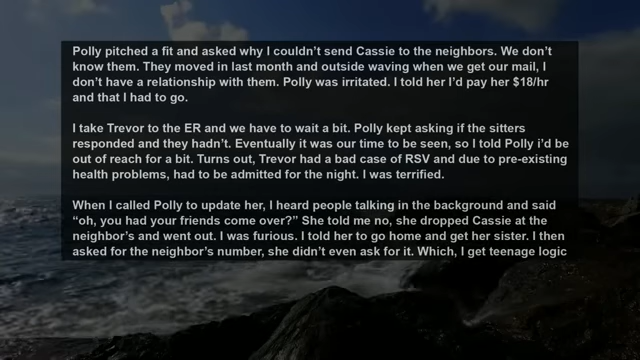 Polly pitched a fit and asked why I couldn’t send Cassie to the neighbors. We don’t
know them. They moved in last month and outside waving when we get our mail, I
don’t have a relationship with them. Polly was irritated. I told her I’d pay her $18/hr
and that I had to go.
I take Trevor to the ER and we have to wait a bit. Polly kept asking if the sitters
responded and they hadn’t. Eventually it was our time to be seen, so I told Polly i’d be
out of reach for a bit. Turns out, Trevor had a bad case of RSV and due to pre-existing
health problems, had to be admitted for the night. I was terrified.
When I called Polly to update her, I heard people talking in the background and said
“oh, you had your friends come over?” She told me no, she dropped Cassie at the
neighbor’s and went out. I was furious. I told her to go home and get her sister. I then
asked for the neighbor’s number, she didn’t even ask for it. Which, I get teenage logic